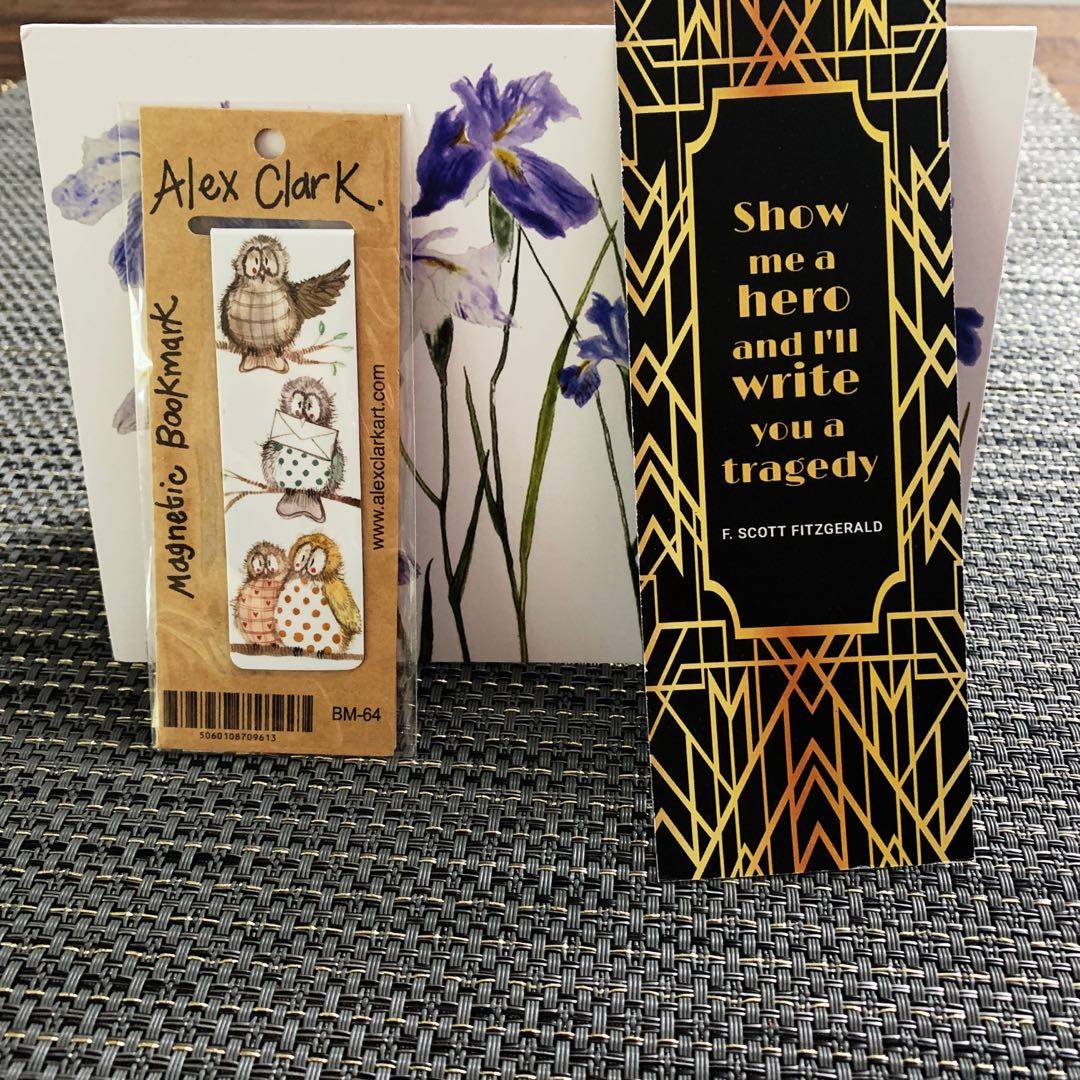 Alex Clark.
Magnetic Bookmark
www.alexclarkart.com
5060108709613
BM-64
Show
me a
hero
and I'll
write
you a
tragedy
F. SCOTT FITZGERALD